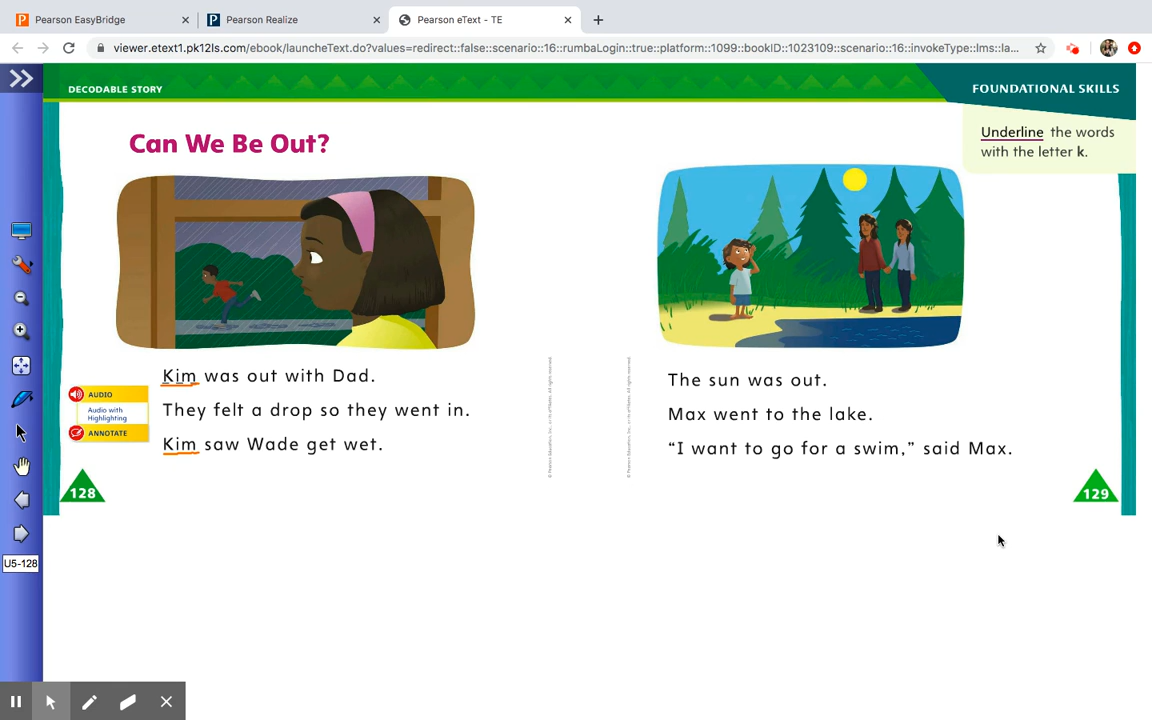 Pearson EasyBridge
Pearson Realize
Pearson eText - TE
viewer.etext1.pk12ls.com/ebook/launcheText.do?values=redirect::false::scenario::16::rumbaLogin::true::platform::1099::bookID::1023109::scenario::16::invokeType::lms::la...
DECODABLE STORY
FOUNDATIONAL SKILLS
Underline the words
with the letter k.
Can We Be Out?
Kim was out with Dad.
They felt a drop so they went in.
Kim saw Wade get wet.
AUDIO
Audio with
Highlighting
ANNOTATE
128
The sun was out.
Max went to the lake.
“I want to go for a swim,” said Max.
129
U5-128